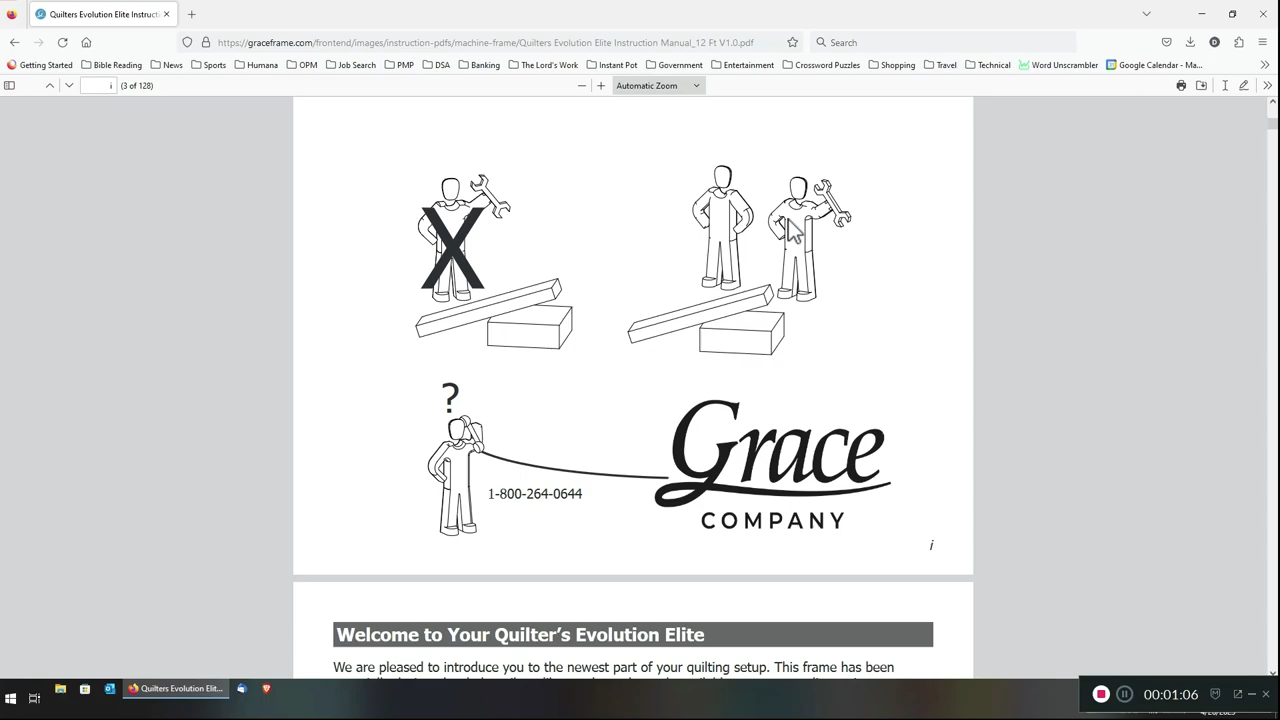 Quilters Evolution Elite Instruct
https://graceframe.com/frontend/images/instruction-pdfs/machine-frame/Quilters Evolution Elite Instruction Manual_12 Ft V1.0.pdf
Search
Getting Started
Bible Reading
News
Sports
Humana
OPM
Job Search
PMP
DSA
Banking
The Lord's Work
Instant Pot
Government
Entertainment
Crossword Puzzles
Shopping
Travel
Technical
Word Unscrambler
Google Calendar - Ma...
i
(3 of 128)
Automatic Zoom
X
?
1-800-264-0644
Grace
COMPANY
i
Welcome to Your Quilter's Evolution Elite
We are pleased to introduce you to the newest part of your quilting setup. This frame has been
Quilters Evolution Elit...
00:01:06